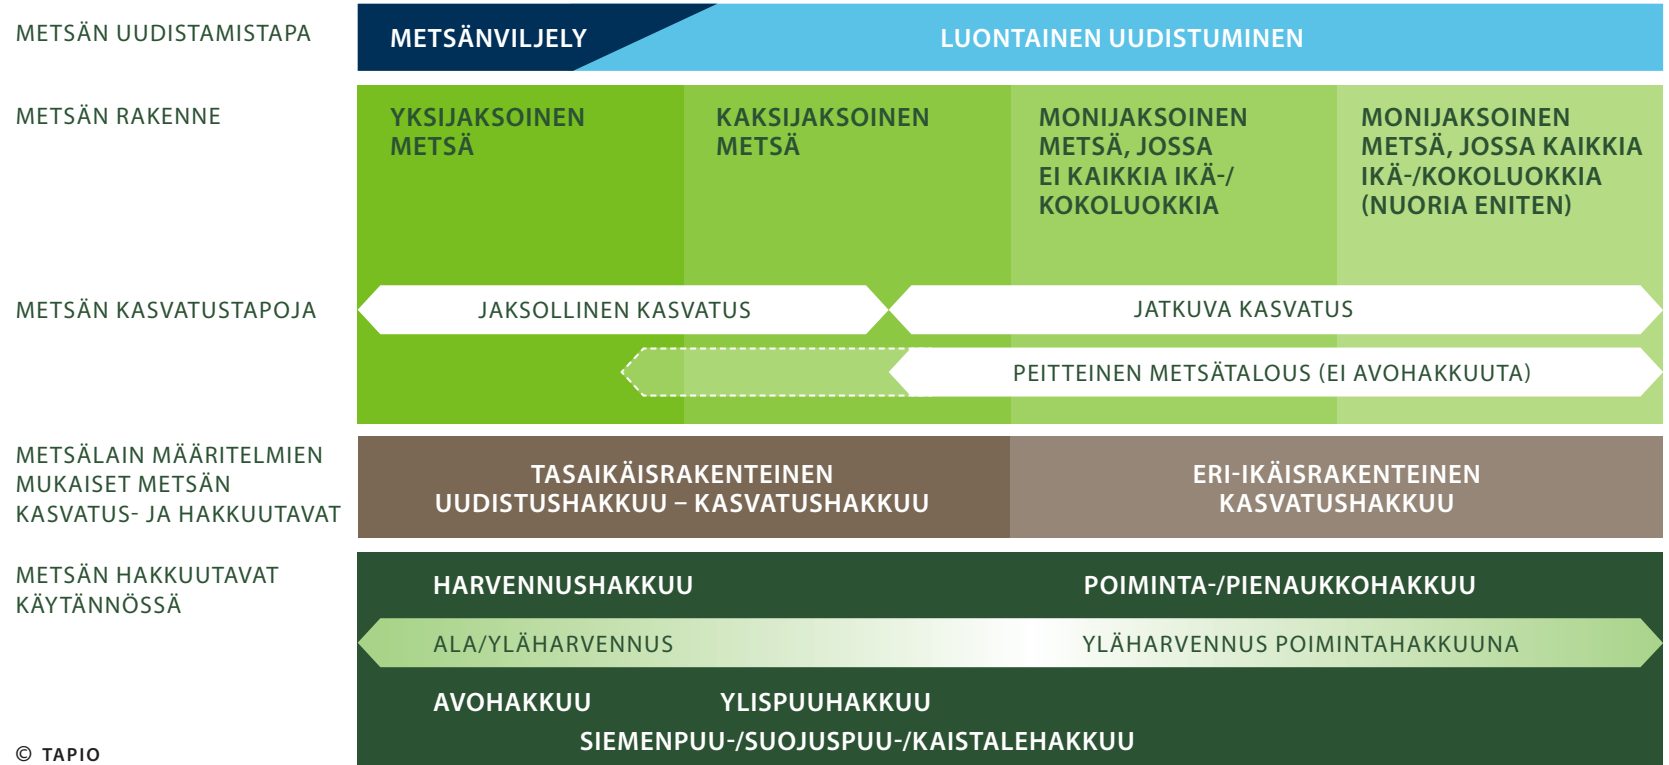 METSÄN UUDISTAMISTAPA
METSÄNVILJELY
LUONTAINEN UUDISTUMINEN
METSÄN RAKENNE
YKSIJAKSOINEN
METSÄ
KAKSIJAKSOINEN
METSÄ
MONIJAKSOINEN
METSÄ, JOSSA
EI KAIKKIA IKÄ-/
KOKOLUOKKIA
MONIJAKSOINEN
METSÄ, JOSSA KAIKKIA
IKÄ-/KOKOLUOKKIA
(NUORIA ENITEN)
METSÄN KASVATUSTAPOJA
JAKSOLLINEN KASVATUS
JATKUVA KASVATUS
PEITTEINEN METSÄTALOUS (EI AVOHAKKUUTA)
METSÄLAIN MÄÄRITELMIEN
MUKAISET METSÄN
KASVATUS- JA HAKKUUTAVAT
TASAIKÄISRAKENTEINEN
UUDISTUSHAKKUU – KASVATUSHAKKUU
ERI-IKÄISRAKENTEINEN
KASVATUSHAKKUU
METSÄN HAKKUUTAVAT
KÄYTÄNNÖSSÄ
HARVENNUSHAKKUU
POIMINTA-/PIENAUKKOHAKKUU
ALA/YLÄHARVENNUS
YLÄHARVENNUS POIMINTAHAKKUUNA
AVOHAKKUU
YLISPUUHAKKUU
SIEMENPUU-/SUOJUSPUU-/KAISTALEHAKKUU
© TAPIO